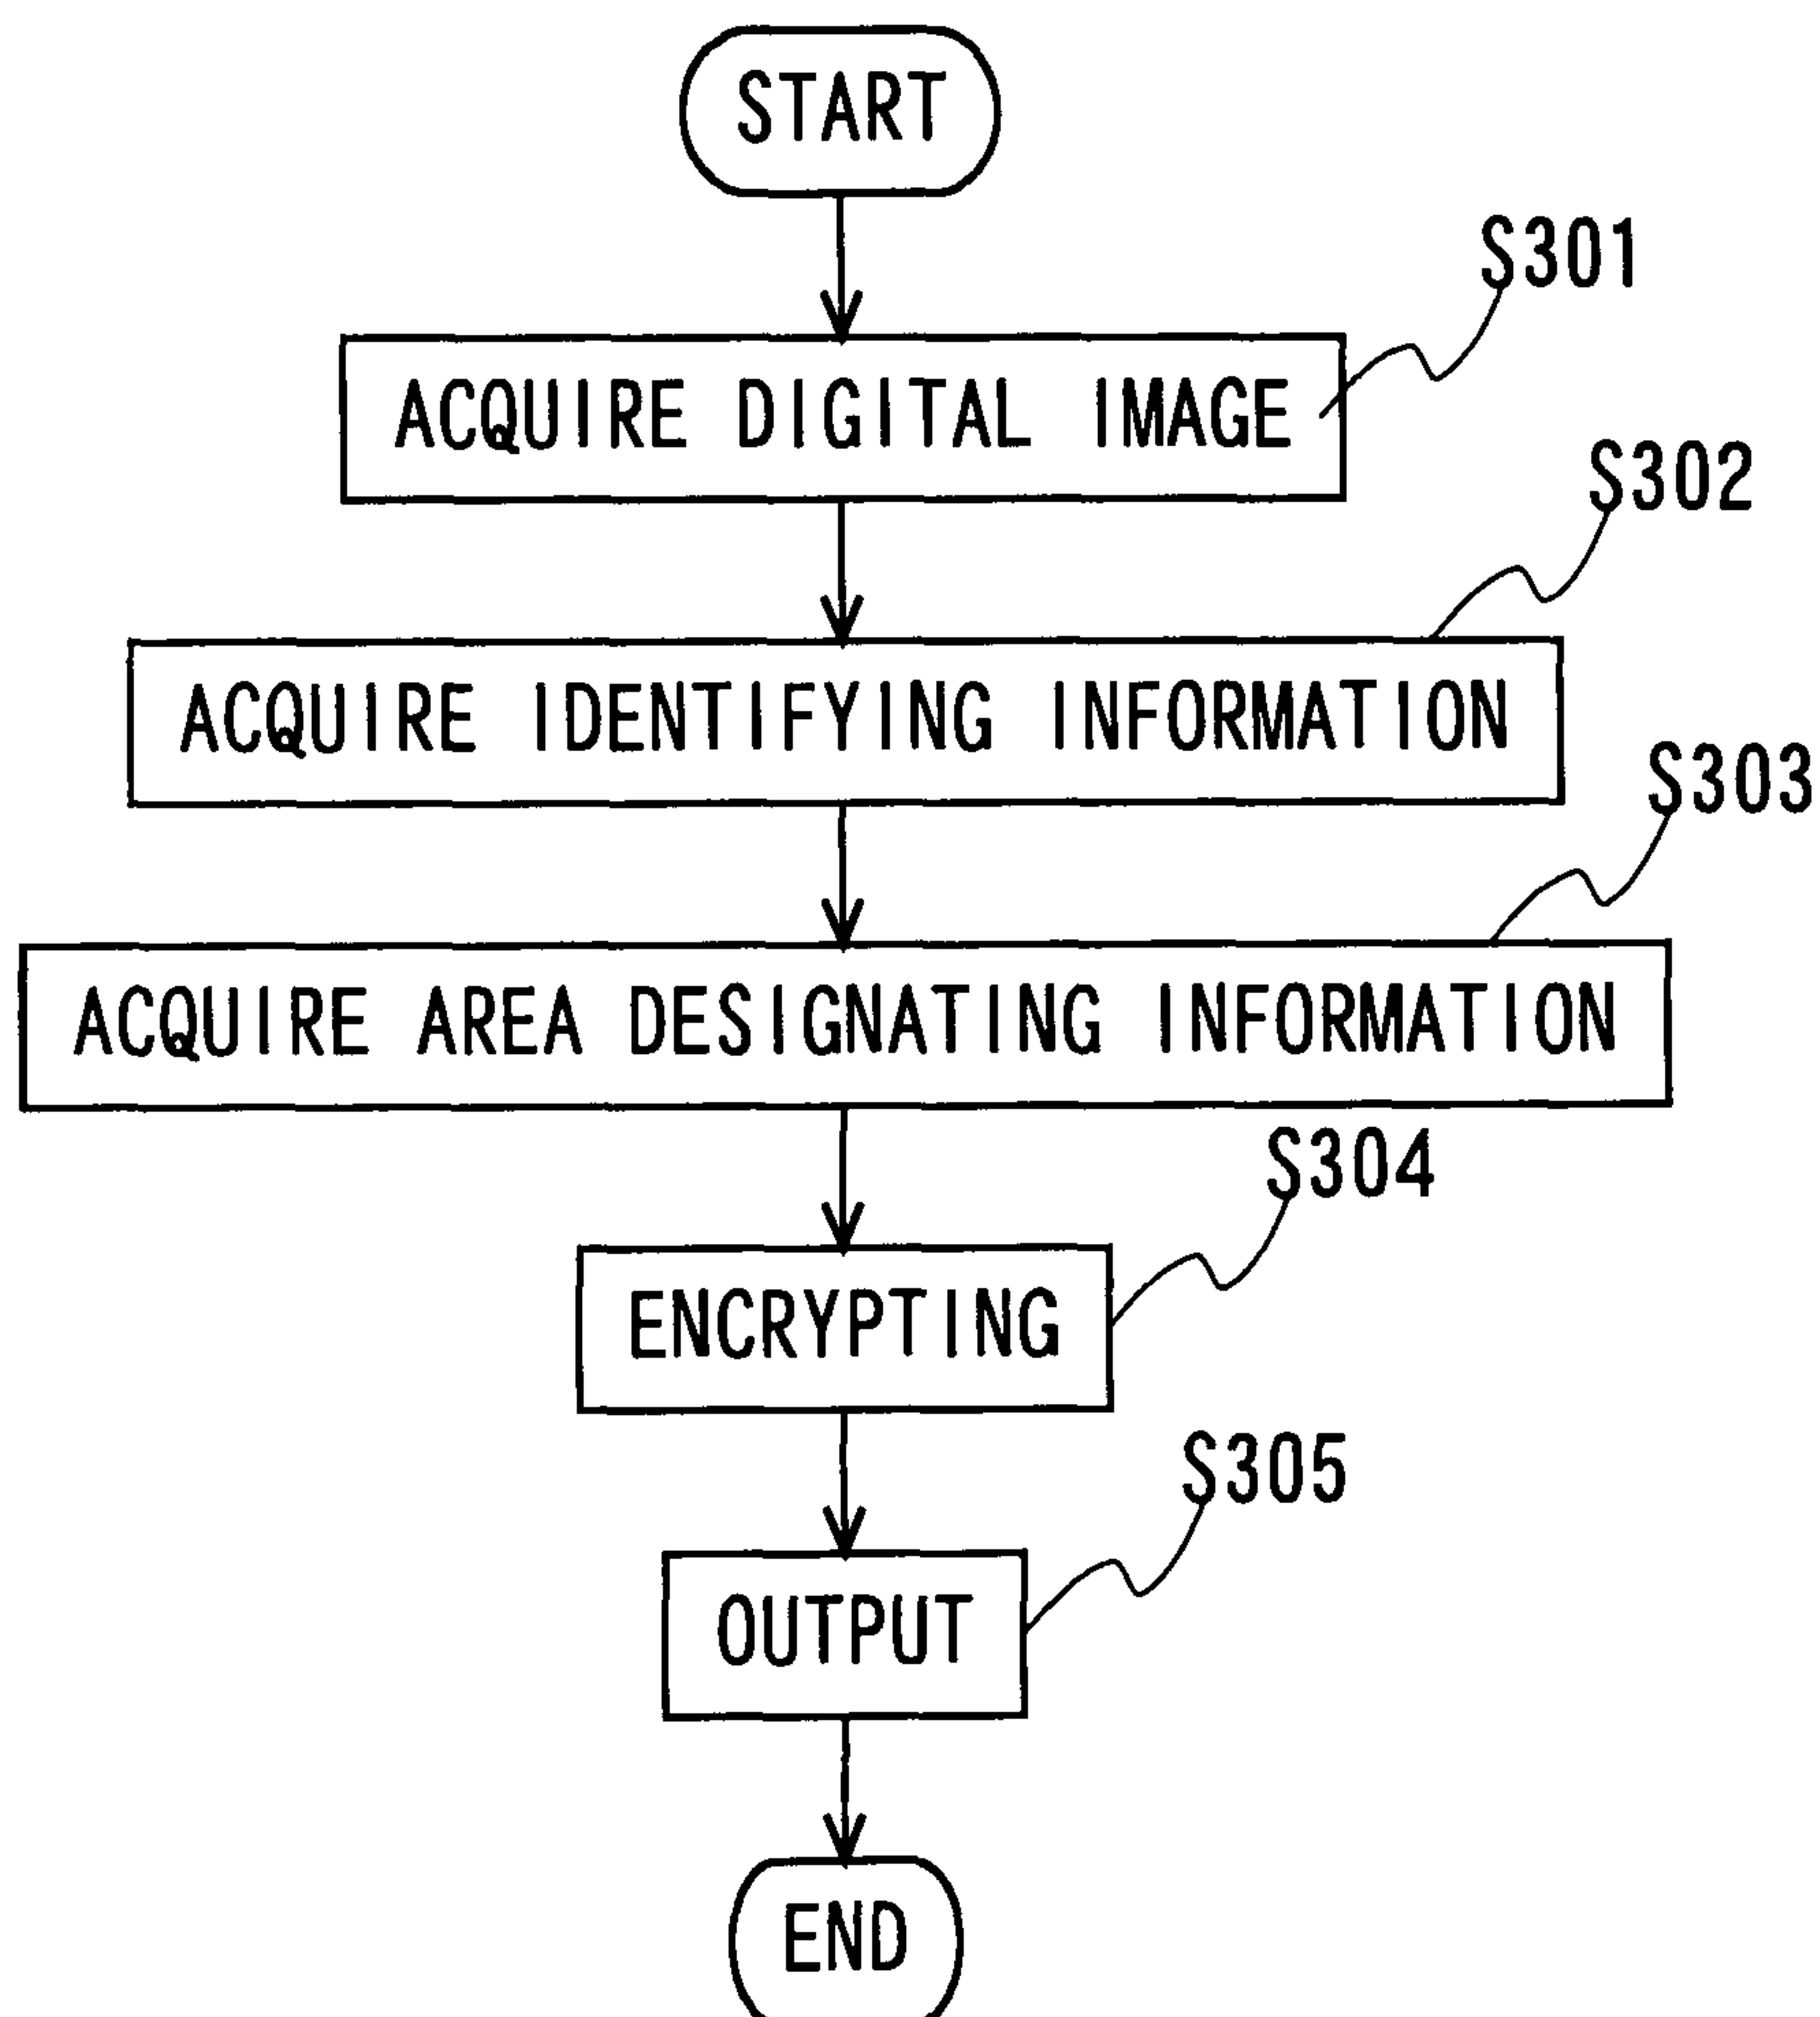 START
S301
ACQUIRE DIGITAL IMAGE
S302
ACQUIRE IDENTIFYING INFORMATION
S303
ACQUIRE AREA DESIGNATING INFORMATION
S304
ENCRYPTING
S305
OUTPUT
END